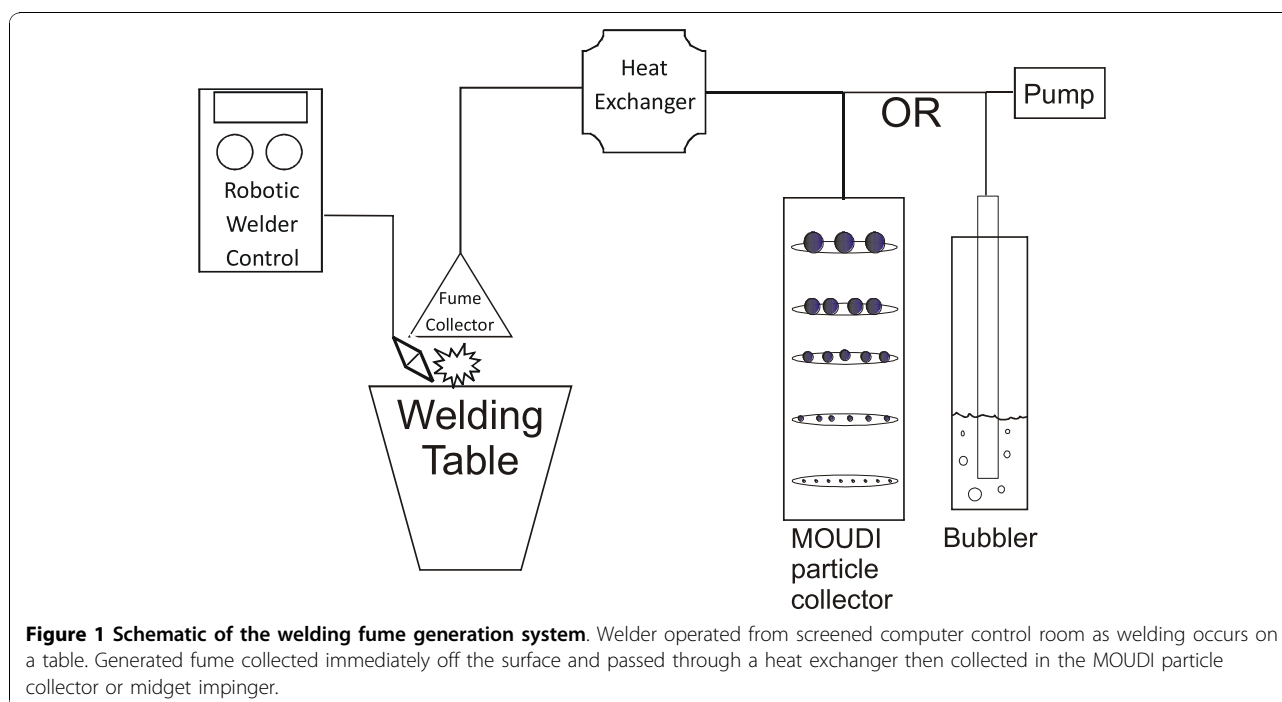 Heat
Exchanger
Pump
OR
Robotic
Welder
Control
Fume
Collector
Welding
Table
MOUDI
particle
collector
Bubbler
Figure 1 Schematic of the welding fume generation system. Welder operated from screened computer control room as welding occurs on
a table. Generated fume collected immediately off the surface and passed through a heat exchanger then collected in the MOUDI particle
collector or midget impinger.